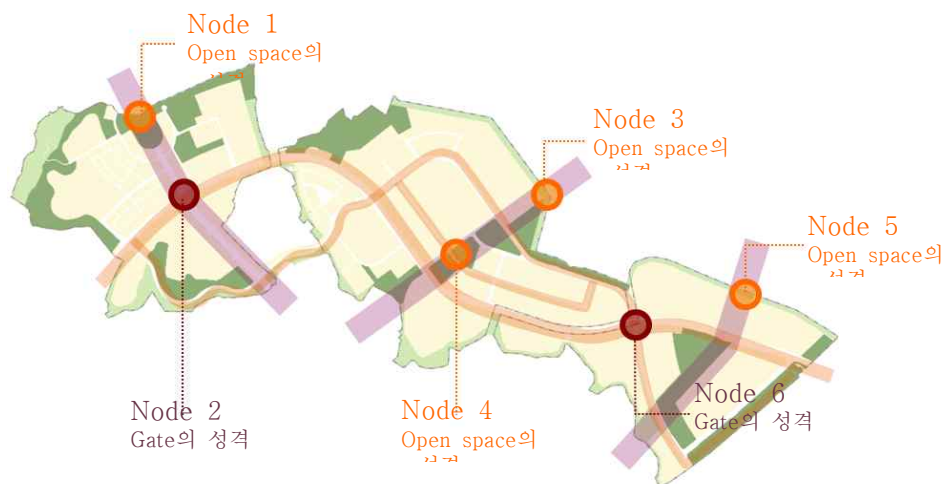 Node 1
Open space의
Node 3
Open space의
Node 5
Open space의
Node 2
Gate의 성격
Node 4
Open space의
Node 6
Gate의 성격